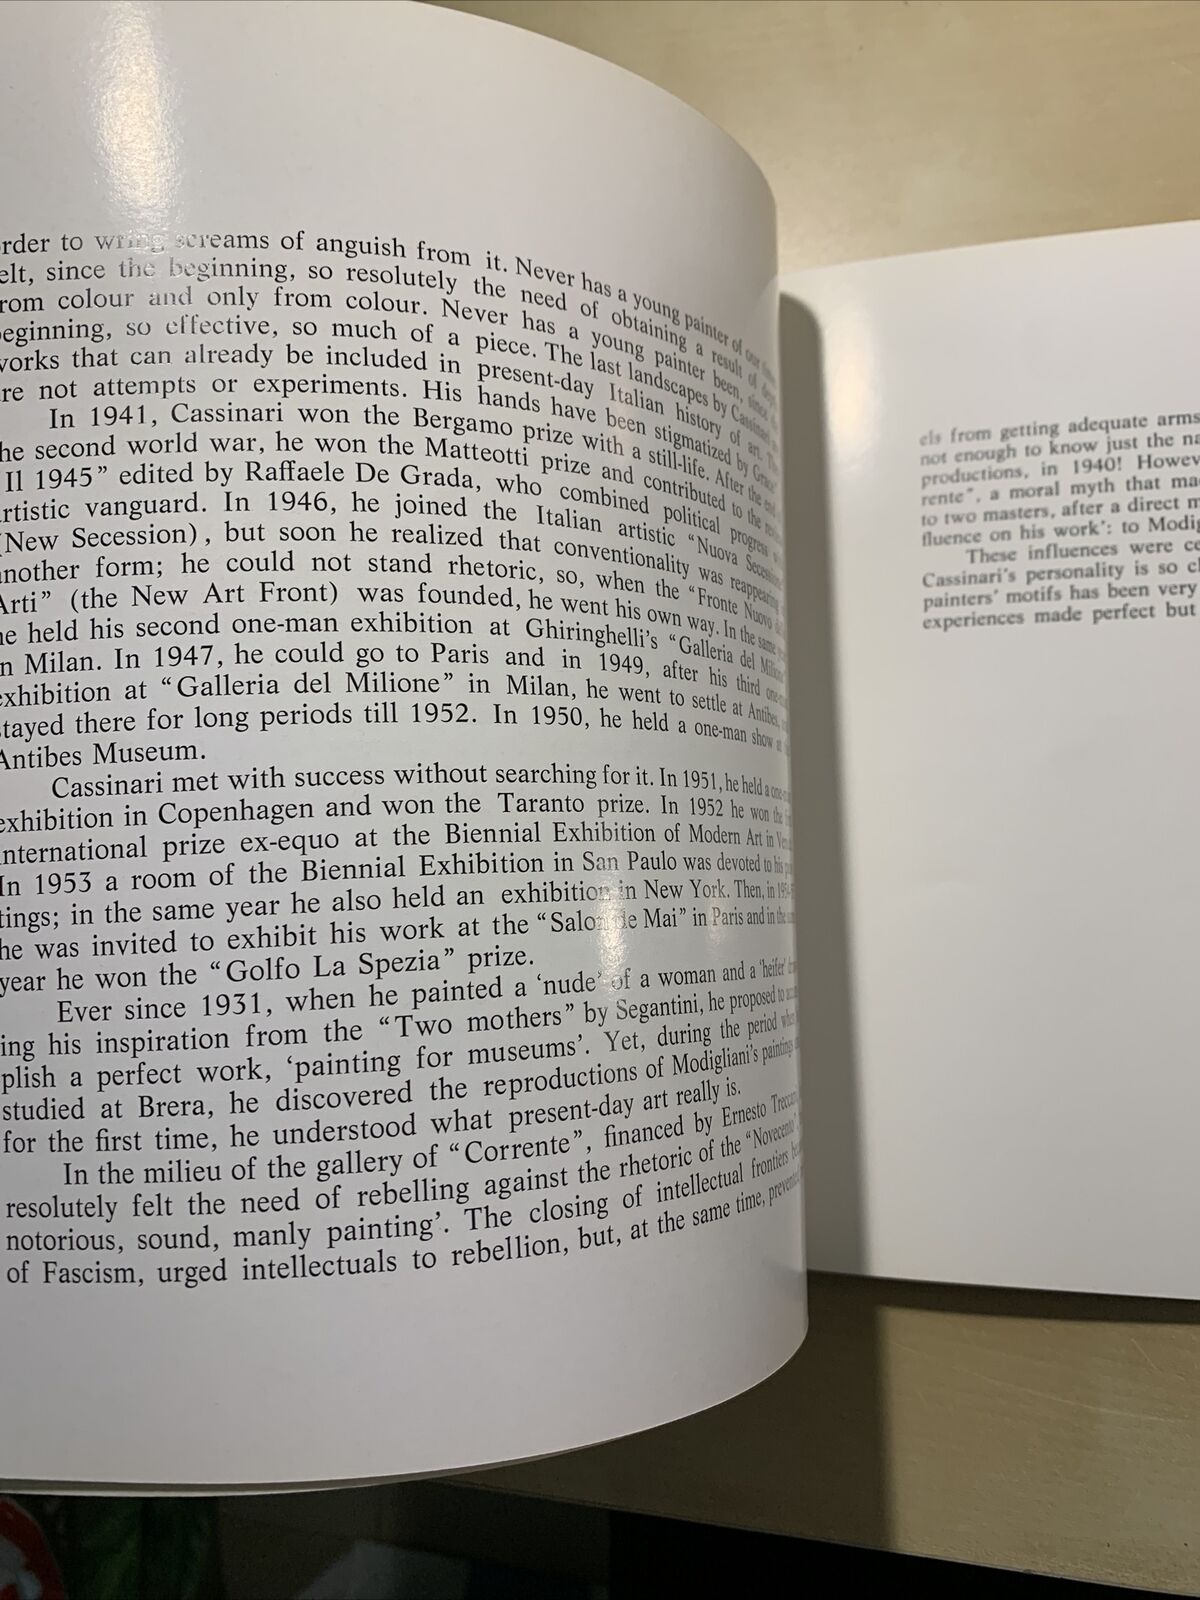 rder to wring screams of anguish from it. Never has a young painter of our
elt, since the beginning, so resolutely the need of obtaining a result of
rom colour and only from colour. Never has a young painter been, since
eginning, so effective, so much of a piece. The last landscapes by Cassinari
works that can already be included in present-day Italian history of art.
re not attempts or experiments. His hands have been stigmatized by Grace.
In 1941, Cassinari won the Bergamo prize with a still-life. After the end
he second world war, he won the Matteotti prize and contributed to the
Il 1945” edited by Raffaele De Grada, who combined political progress
rtistic vanguard. In 1946, he joined the Italian artistic “Nuova Secessione
(New Secession), but soon he realized that conventionality was reappearing
nother form; he could not stand rhetoric, so, when the “Fronte Nuovo
Arti” (the New Art Front) was founded, he went his own way. In the same
he held his second one-man exhibition at Ghiringhelli’s “Galleria del Milione”
n Milan. In 1947, he could go to Paris and in 1949, after his third one-
exhibition at “Galleria del Milione” in Milan, he went to settle at Antibes,
stayed there for long periods till 1952. In 1950, he held a one-man show at
Antibes Museum.
Cassinari met with success without searching for it. In 1951, he held a one-
exhibition in Copenhagen and won the Taranto prize. In 1952 he won the
international prize ex-equo at the Biennial Exhibition of Modern Art in
In 1953 a room of the Biennial Exhibition in San Paulo was devoted to his
tings; in the same year he also held an exhibition in New York. Then, in
he was invited to exhibit his work at the “Salon de Mai” in Paris and in the
year he won the “Golfo La Spezia” prize.
Ever since 1931, when he painted a ‘nude’ of a woman and a ‘heifer’
ing his inspiration from the “Two mothers” by Segantini, he proposed to
plish a perfect work, ‘painting for museums’. Yet, during the period when
studied at Brera, he discovered the reproductions of Modigliani’s paintings
for the first time, he understood what present-day art really is.
In the milieu of the gallery of “Corrente”, financed by Ernesto Treccani,
resolutely felt the need of rebelling against the rhetoric of the “Novecento”,
notorious, sound, manly painting’. The closing of intellectual frontiers
of Fascism, urged intellectuals to rebellion, but, at the same time, prevented
els from getting adequate arms
not enough to know just the na
productions, in 1940! Howev
rente”, a moral myth that ma
to two masters, after a direct m
fluence on his work’: to Modig
These influences were ce
Cassinari’s personality is so cl
painters’ motifs has been very
experiences made perfect but